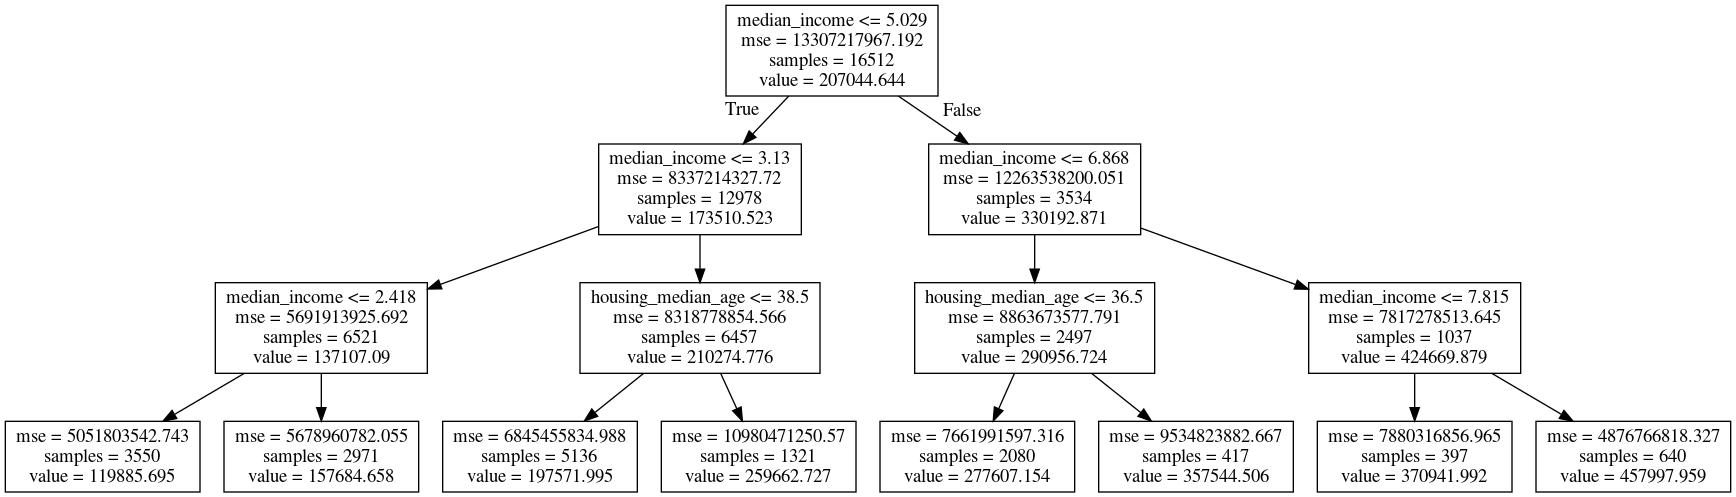 median_income <= 5.029
mse = 13307217967.192
samples = 16512
value = 207044.644
True
False
median_income <= 3.13
mse = 8337214327.72
samples = 12978
value = 173510.523
median_income <= 6.868
mse = 12263538200.051
samples = 3534
value = 330192.871
median_income <= 2.418
mse = 5691913925.692
samples = 6521
value = 137107.09
housing_median_age <= 38.5
mse = 8318778854.566
samples = 6457
value = 210274.776
housing_median_age <= 36.5
mse = 8863673577.791
samples = 2497
value = 290956.724
median_income <= 7.815
mse = 7817278513.645
samples = 1037
value = 424669.879
mse = 5051803542.743
samples = 3550
value = 119885.695
mse = 5678960782.055
samples = 2971
value = 157684.658
mse = 6845455834.988
samples = 5136
value = 197571.995
mse = 10980471250.57
samples = 1321
value = 259662.727
mse = 7661991597.316
samples = 2080
value = 277607.154
mse = 9534823882.667
samples = 417
value = 357544.506
mse = 7880316856.965
samples = 397
value = 370941.992
mse = 4876766818.327
samples = 640
value = 457997.959